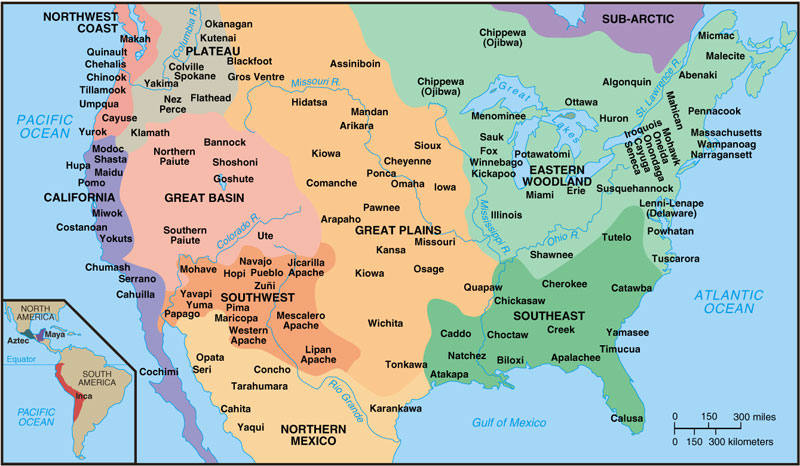 NORTHWEST
COAST
Makah
Quinault
Chehalis
Chinook
Tillamook
Umpqua
Cayuse
Yurok
PACIFIC
OCEAN
Columbia R.
Okanagan
Kutenai
PLATEAU
Colville
Spokane
Yakima
Nez
Perce
Flathead
Klamath
Blackfoot
Gros Ventre
Assiniboin
Missouri R.
Hidatsa
Mandan
Arikara
Kiowa
Sioux
Cheyenne
Ponca
Comanche
Omaha
Iowa
Pawnee
Arapaho
GREAT PLAINS
Missouri
Kansa
Kiowa
Osage
Quapaw
Wichita
Tonkawa
Karankawa
Modoc
Shasta
Hupa
Maidu
Pomo
CALIFORNIA
Miwok
Costanoan
Yokuts
Chumash
Serrano
Cahuilla
Cochimi
Northern
Paiute
Bannock
Shoshoni
Goshute
GREAT BASIN
Southern
Paiute
Colorado R.
Ute
Mohave
Navajo
Hopi
Pueblo
Zuñi
Jicarilla
Apache
Yavapi
Yuma
SOUTHWEST
Papago
Pima
Maricopa
Western
Apache
Mescalero
Apache
Lipan
Apache
Opata
Seri
Concho
Tarahumara
Cahita
Yaqui
Rio Grande
NORTHERN
MEXICO
SUB-ARCTIC
Chippewa
(Ojibwa)
Chippewa
(Ojibwa)
Great
Lakes
Menominee
Ottawa
Algonquin
Huron
St. Lawrence R.
Micmac
Malecite
Abenaki
Mahican
Pennacook
Massachusetts
Wampanoag
Narragansett
Iroquois
Mohawk
Oneida
Onondaga
Cayuga
Seneca
Sauk
Fox
Winnebago
Kickapoo
Potawatomi
EASTERN
WOODLAND
Miami
Erie
Susquehannock
Illinois
Lenni-Lenape
(Delaware)
Mississippi R.
Ohio R.
Shawnee
Tutelo
Powhatan
Tuscarora
Cherokee
Catawba
Chickasaw
SOUTHEAST
Caddo
Choctaw
Creek
Yamasee
Natchez
Biloxi
Apalachee
Timucua
Atakapa
Calusa
ATLANTIC
OCEAN
Gulf of Mexico
0 150 300 miles
0 150 300 kilometers
NORTH
AMERICA
Aztec
Maya
Equator
SOUTH
AMERICA
Inca
PACIFIC
OCEAN